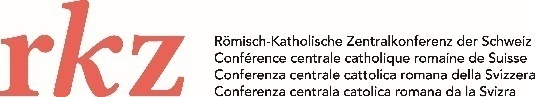 rkz
Römisch-Katholische Zentralkonferenz der Schweiz
Conférence centrale catholique romaine de Suisse
Conferenza centrale cattolica romana della Svizzera
Conferenza centrala catolica romana da la Svizra